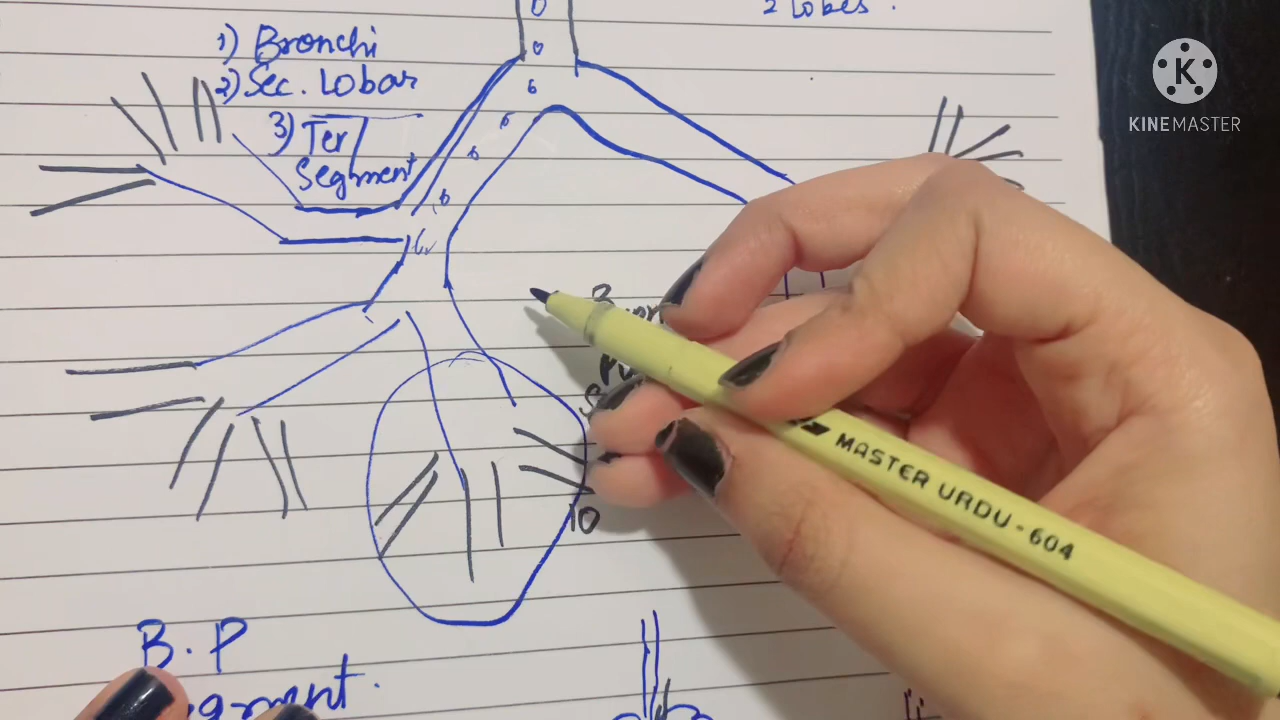 2 lobes.
1) Bronchi
2) Sec. Lobar
3) Ter/
Segment
K
KINEMASTER
10
MASTER URDU-604
B.P